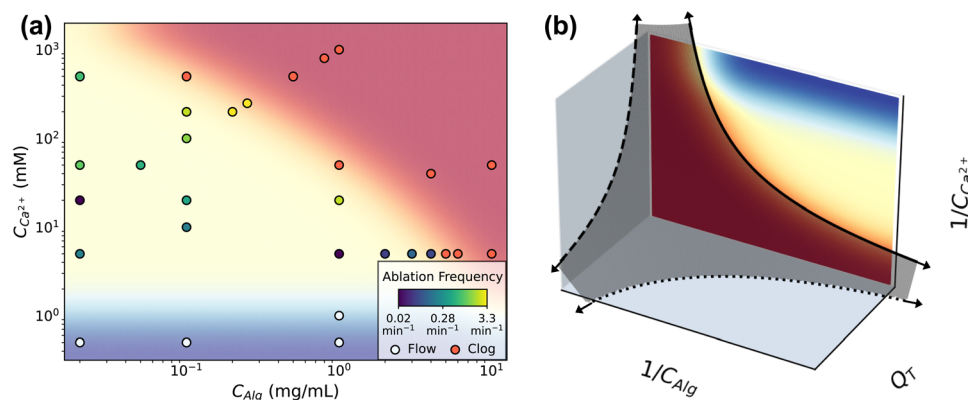 (a)
10³
10²
10¹
10⁰
C_Ca²⁺ (mM)
Ablation Frequency
0.02 min⁻¹
0.28 min⁻¹
3.3 min⁻¹
Flow
Clog
10⁻¹
10⁰
10¹
C_Alg (mg/mL)
(b)
1/C_Ca²⁺
1/C_Alg
Q_T